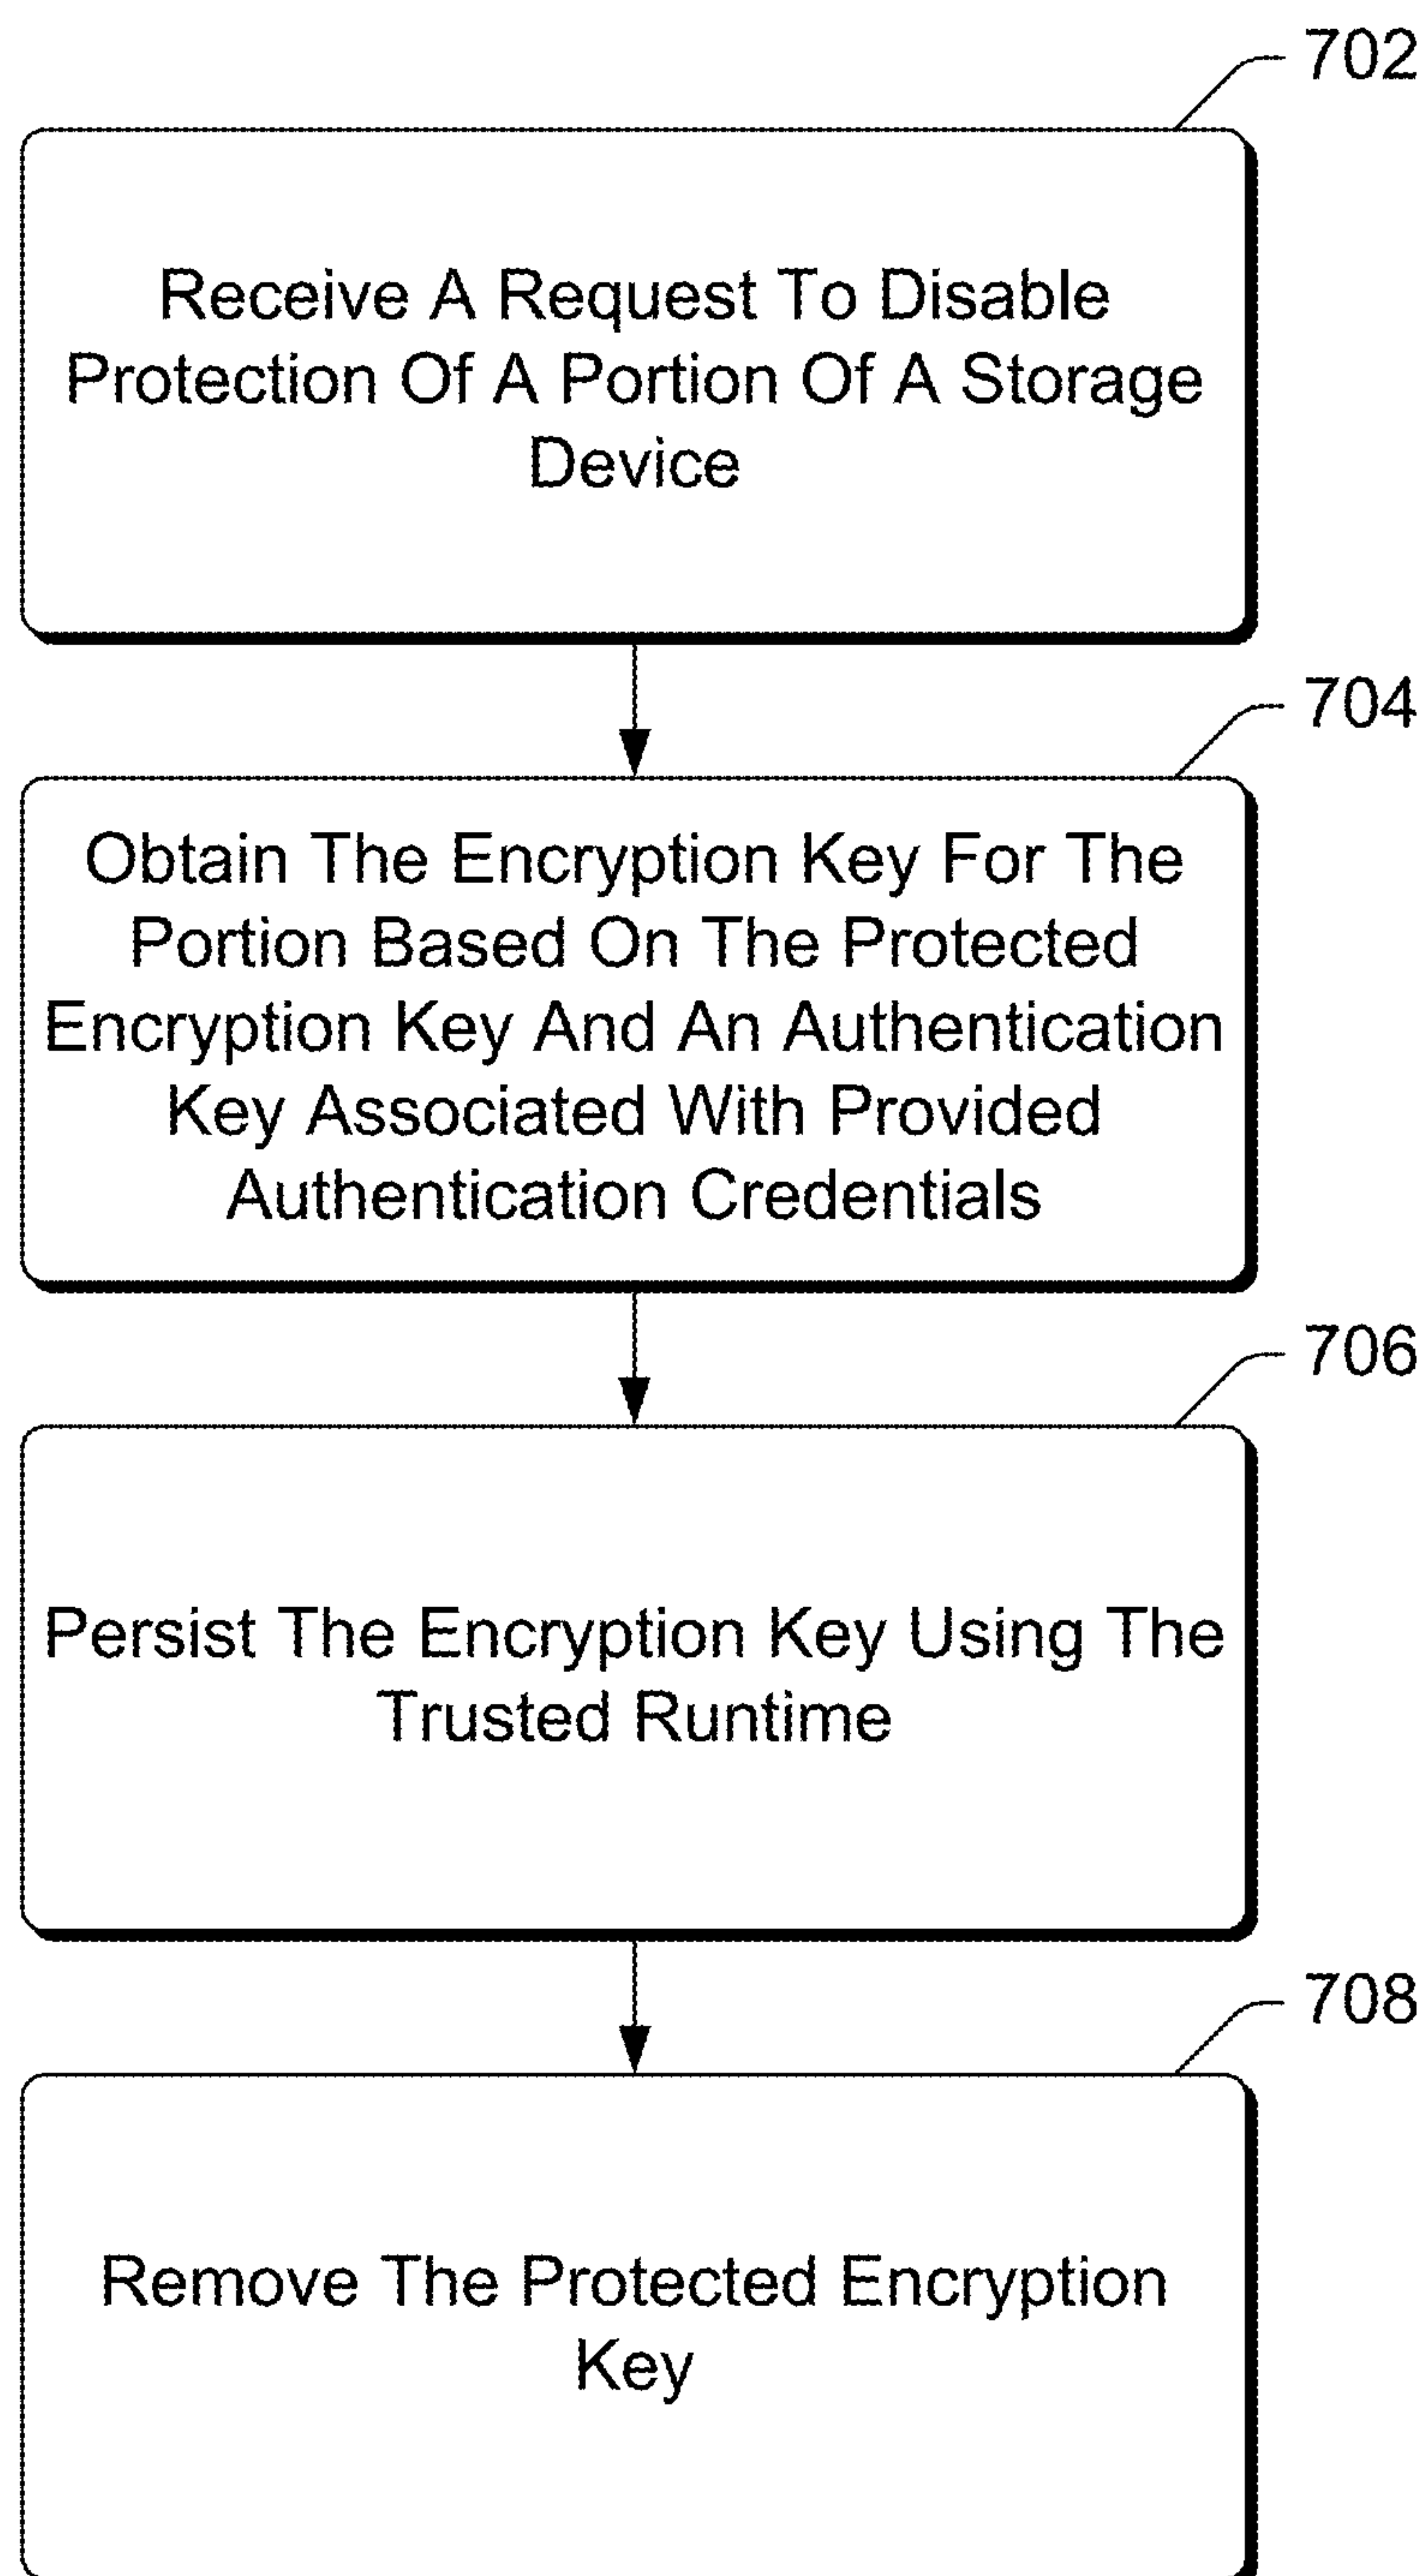 702
Receive A Request To Disable
Protection Of A Portion Of A Storage
Device
704
Obtain The Encryption Key For The
Portion Based On The Protected
Encryption Key And An Authentication
Key Associated With Provided
Authentication Credentials
706
Persist The Encryption Key Using The
Trusted Runtime
708
Remove The Protected Encryption
Key